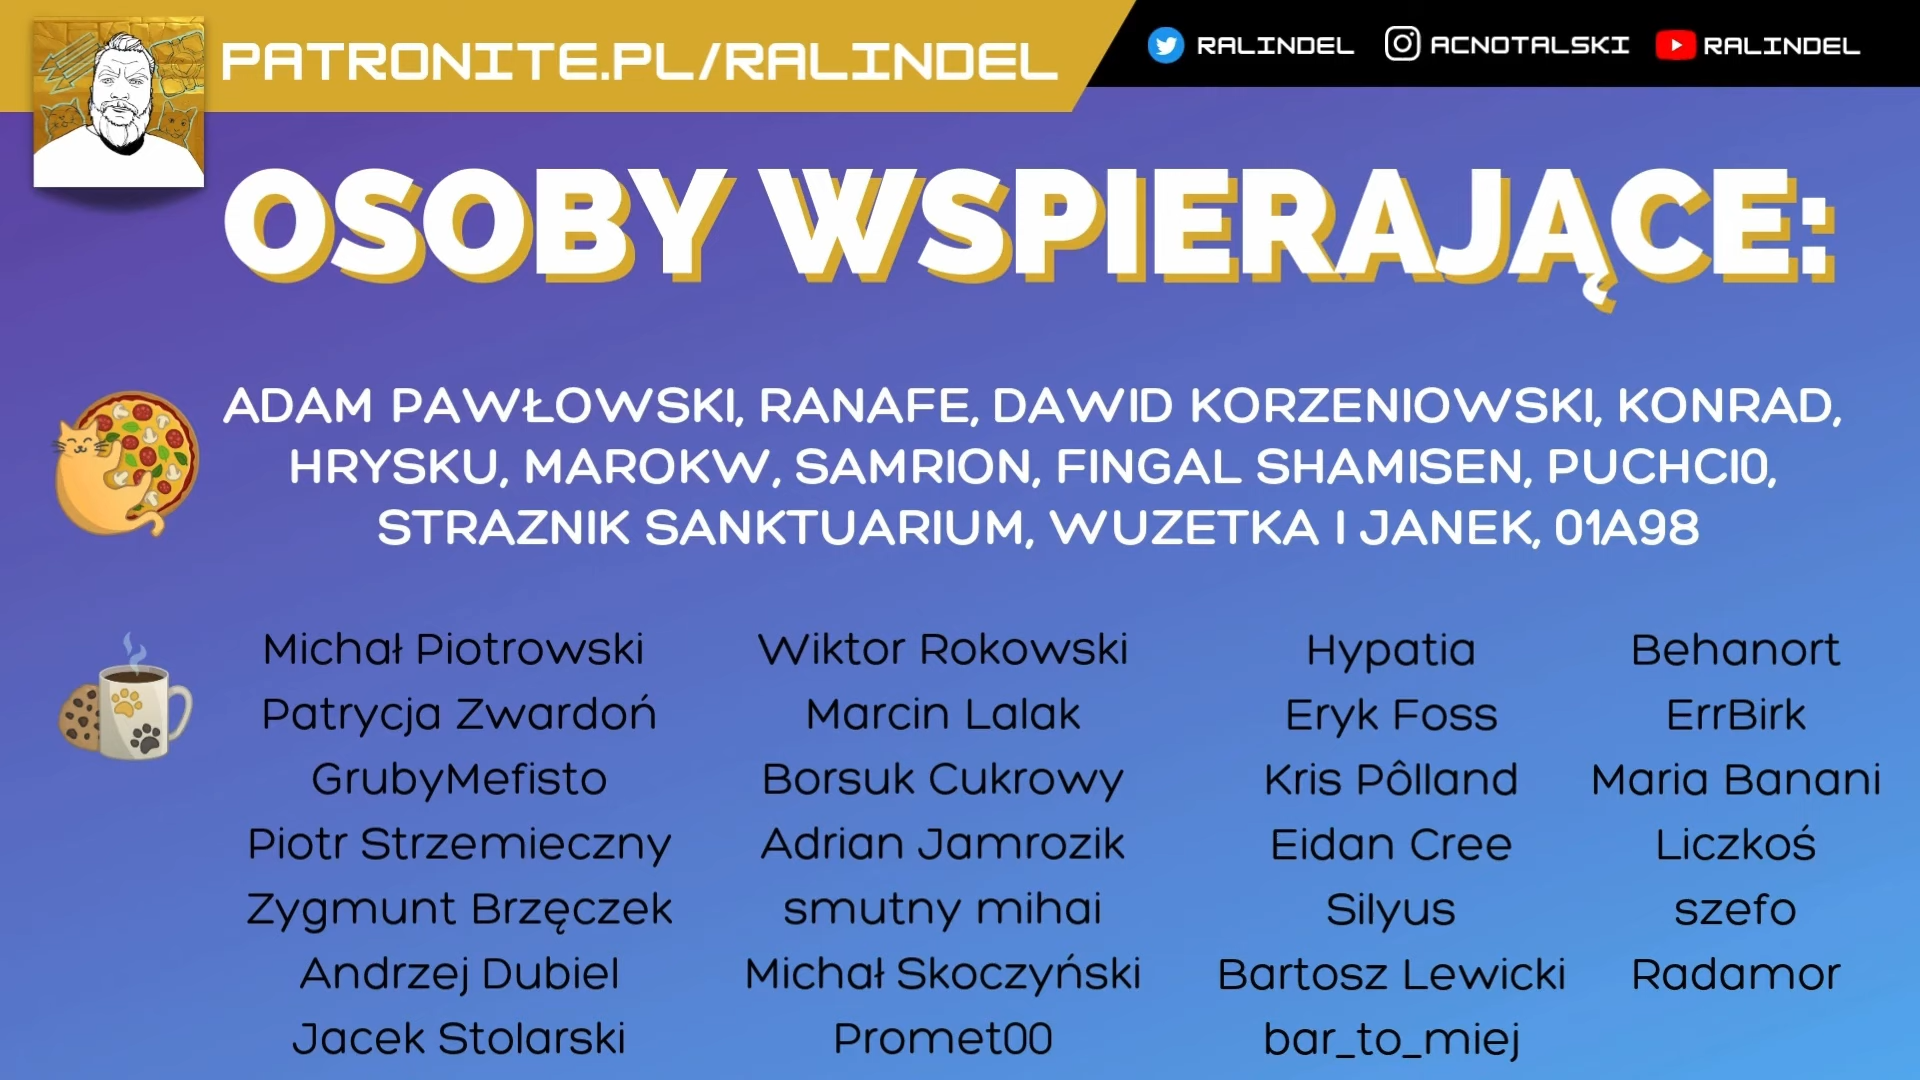 PATRONITE.PL/RALINDEL
RALINDEL ACNOTALSKI RALINDEL
OSOBY WSPIERAJĄCE:
ADAM PAWŁOWSKI, RANAFE, DAWID KORZENIOWSKI, KONRAD,
HRYSKU, MAROKW, SAMRION, FINGAL SHAMISEN, PUCHCI0,
STRAZNIK SANKTUARIUM, WUZETKA I JANEK, 01A98
Michał Piotrowski Wiktor Rokowski Hypatia Behanort
Patrycja Zwardoń Marcin Lalak Eryk Foss ErrBirk
GrubyMefisto Borsuk Cukrowy Kris Pôlland Maria Banani
Piotr Strzemieczny Adrian Jamrozik Eidan Cree Liczkoś
Zygmunt Brzęczek smutny mihai Silyus szefo
Andrzej Dubiel Michał Skoczyński Bartosz Lewicki Radamor
Jacek Stolarski Promet00 bar_to_miej